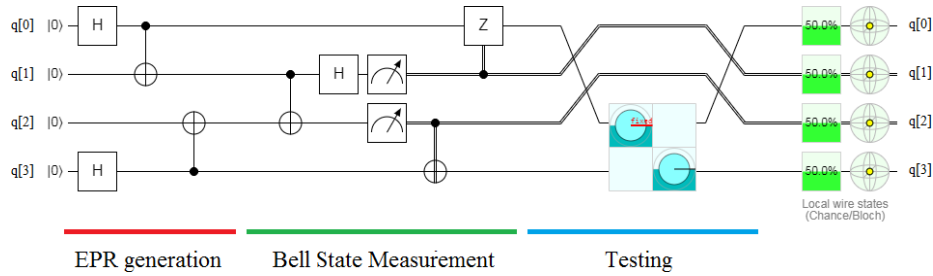 q[0] |0⟩ H Z 50.0% q[0]
q[1] |0⟩ H 50.0% q[1]
q[2] |0⟩ 50.0% q[2]
q[3] |0⟩ H 50.0% q[3]
Local wire states
(Chance/Bloch)
EPR generation Bell State Measurement Testing